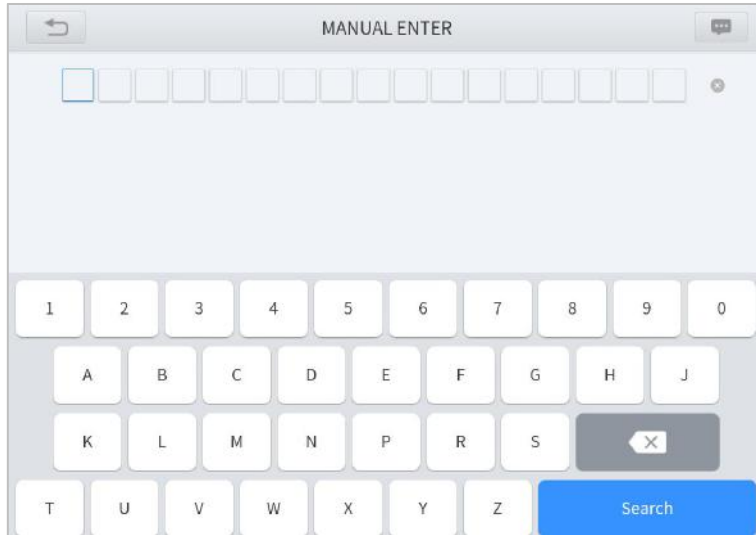 MANUAL ENTER
1 2 3 4 5 6 7 8 9 0
A B C D E F G H J
K L M N P R S
T U V W X Y Z Search